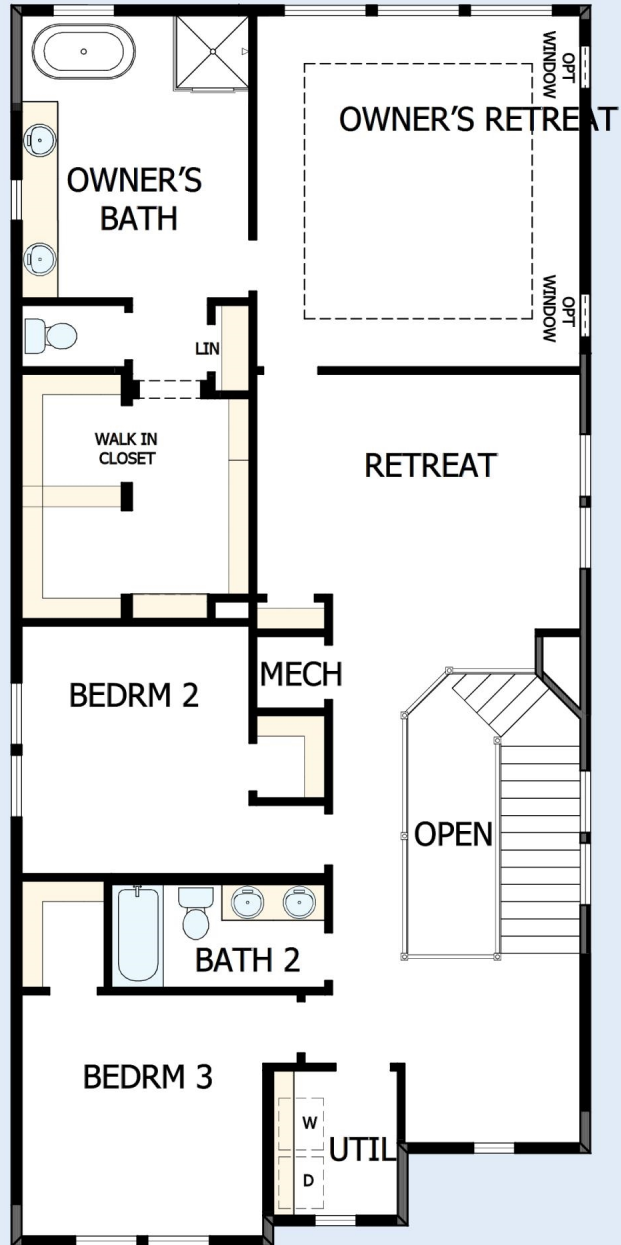 OPT
WINDOW
OWNER'S RETREAT
OWNER'S
BATH
OPT
WINDOW
LIN
WALK IN
CLOSET
RETREAT
MECH
BEDRM 2
OPEN
BATH 2
BEDRM 3
W
UTIL
D